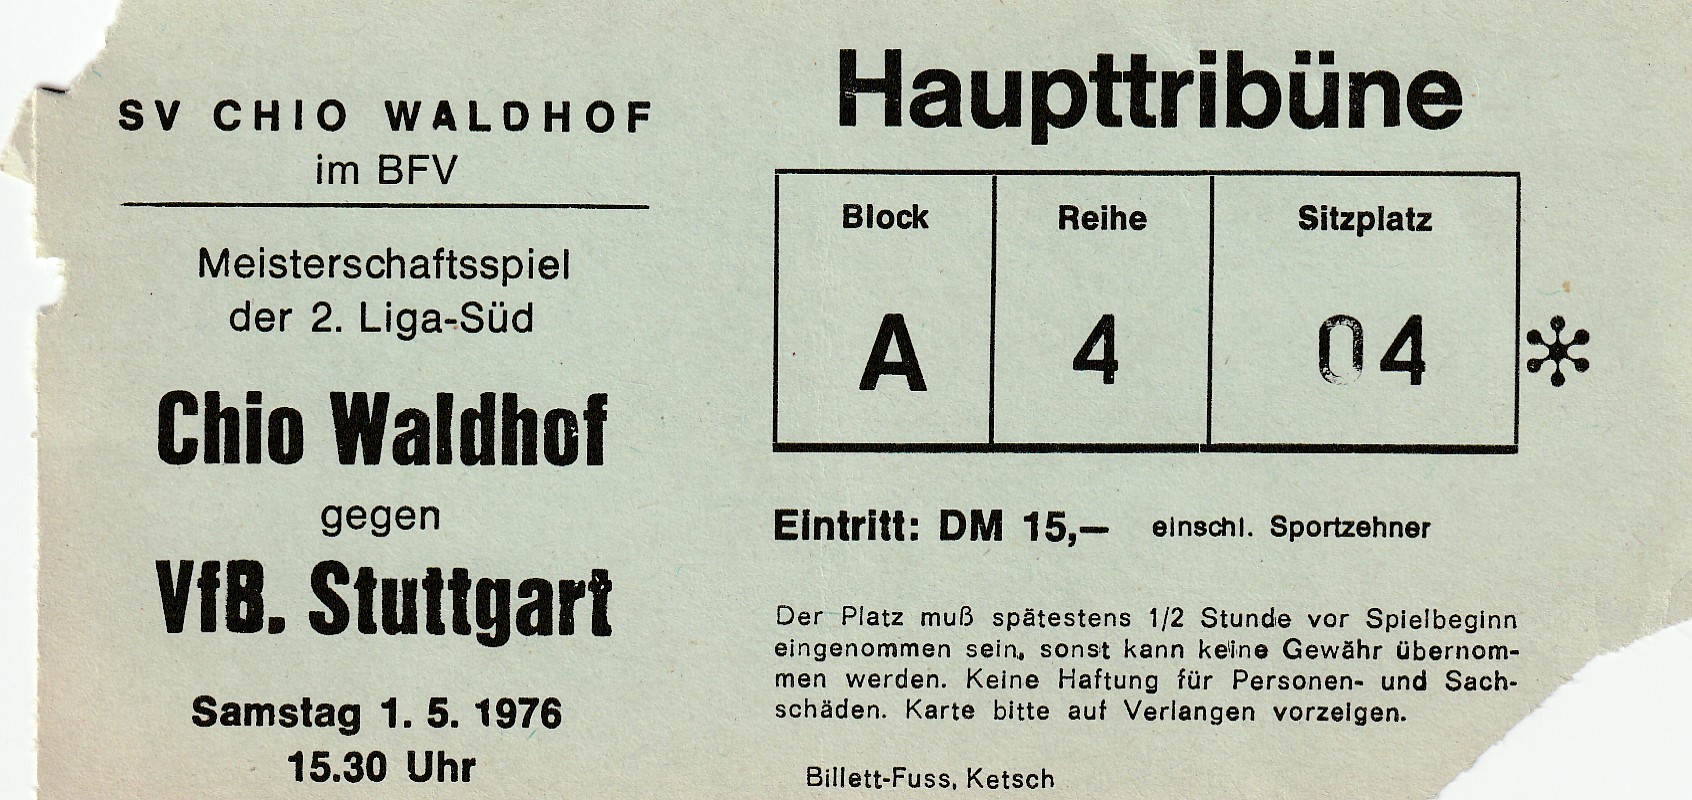 SV CHIO WALDHOF
im BFV
Meisterschaftsspiel
der 2. Liga-Süd
Chio Waldhof
gegen
VfB. Stuttgart
Samstag 1. 5. 1976
15.30 Uhr
Haupttribüne
Block Reihe Sitzplatz
A 4 04
Eintritt: DM 15,— einschl. Sportzehner
Der Platz muß spätestens 1/2 Stunde vor Spielbeginn
eingenommen sein, sonst kann keine Gewähr übernom-
men werden. Keine Haftung für Personen- und Sach-
schäden. Karte bitte auf Verlangen vorzeigen.
Billett-Fuss, Ketsch